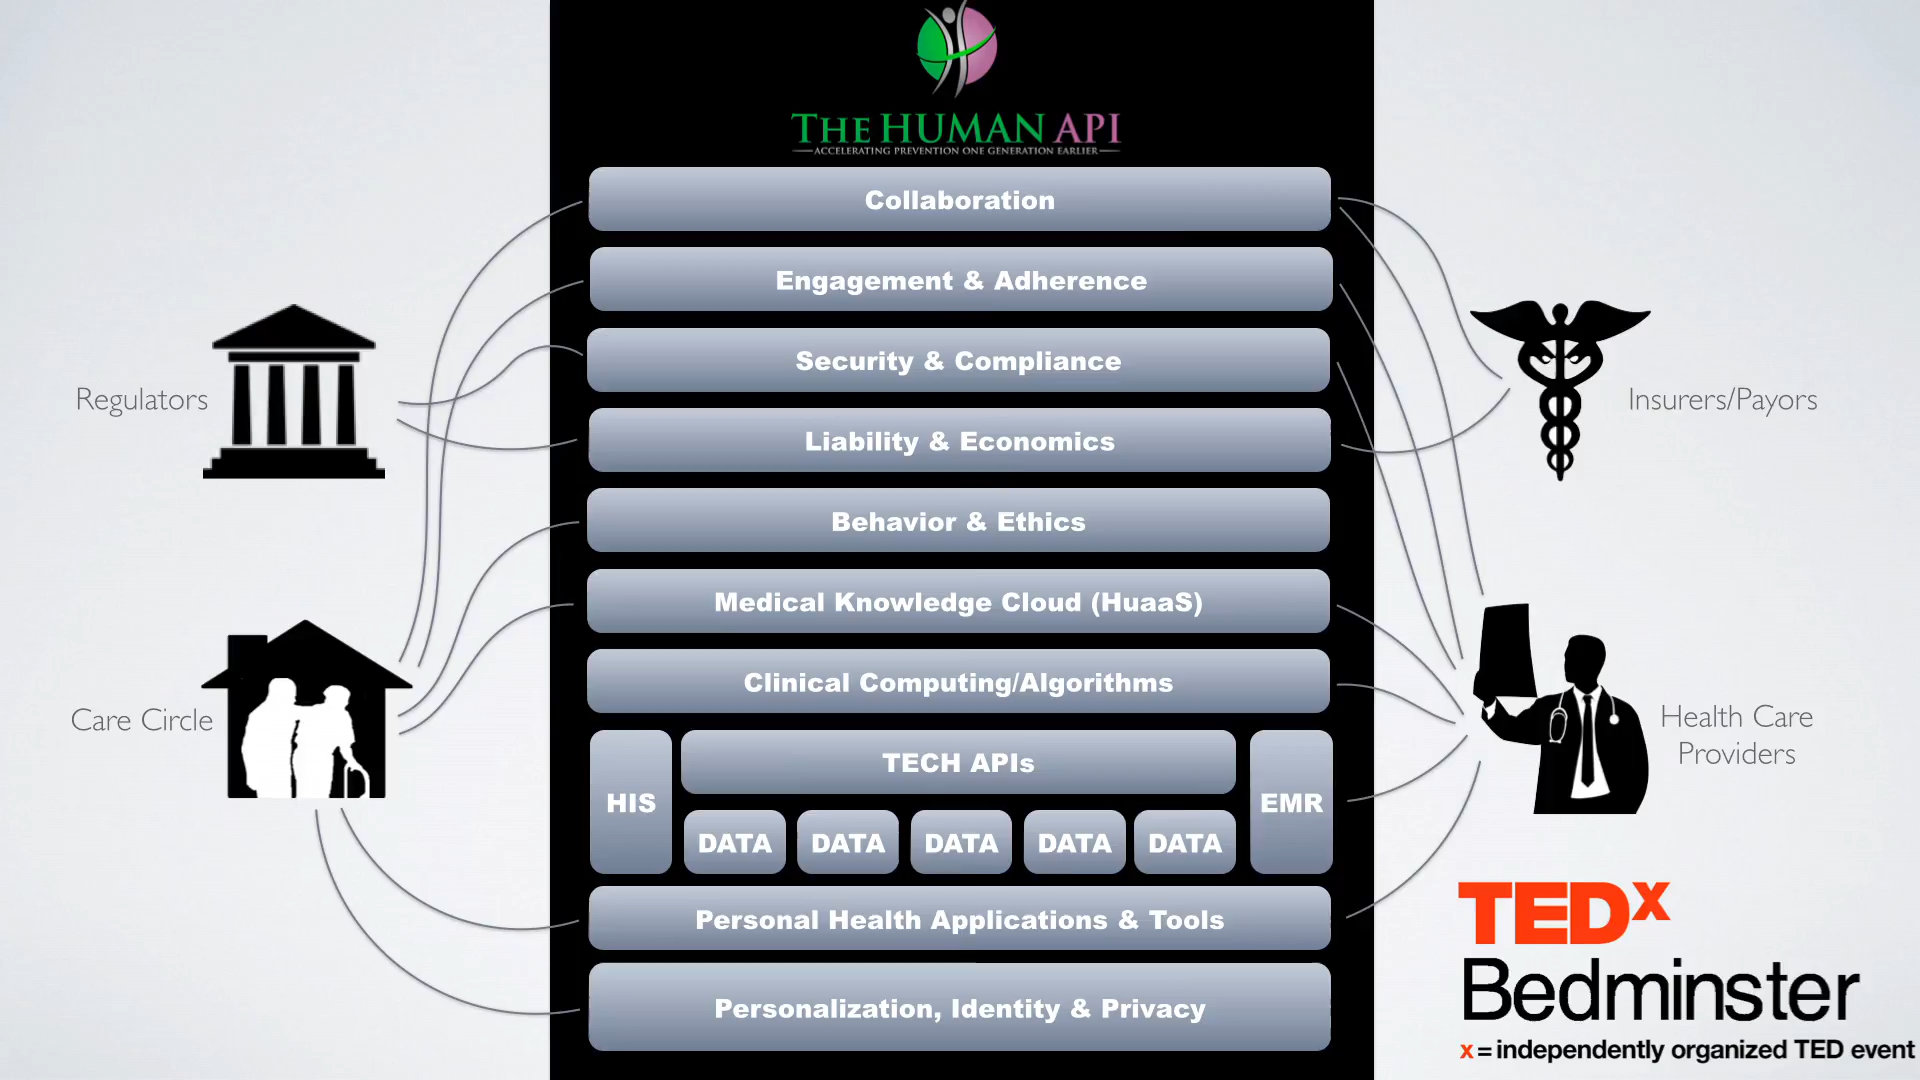 THE HUMAN API
ACCELERATING PREVENTION ONE GENERATION EARLIER
Collaboration
Engagement & Adherence
Security & Compliance
Liability & Economics
Behavior & Ethics
Medical Knowledge Cloud (HuaaS)
Clinical Computing/Algorithms
HIS
TECH APIs
EMR
DATA DATA DATA DATA DATA
Personal Health Applications & Tools
Personalization, Identity & Privacy
Regulators
Care Circle
Insurers/Payors
Health Care
Providers
TEDx
Bedminster
x = independently organized TED event